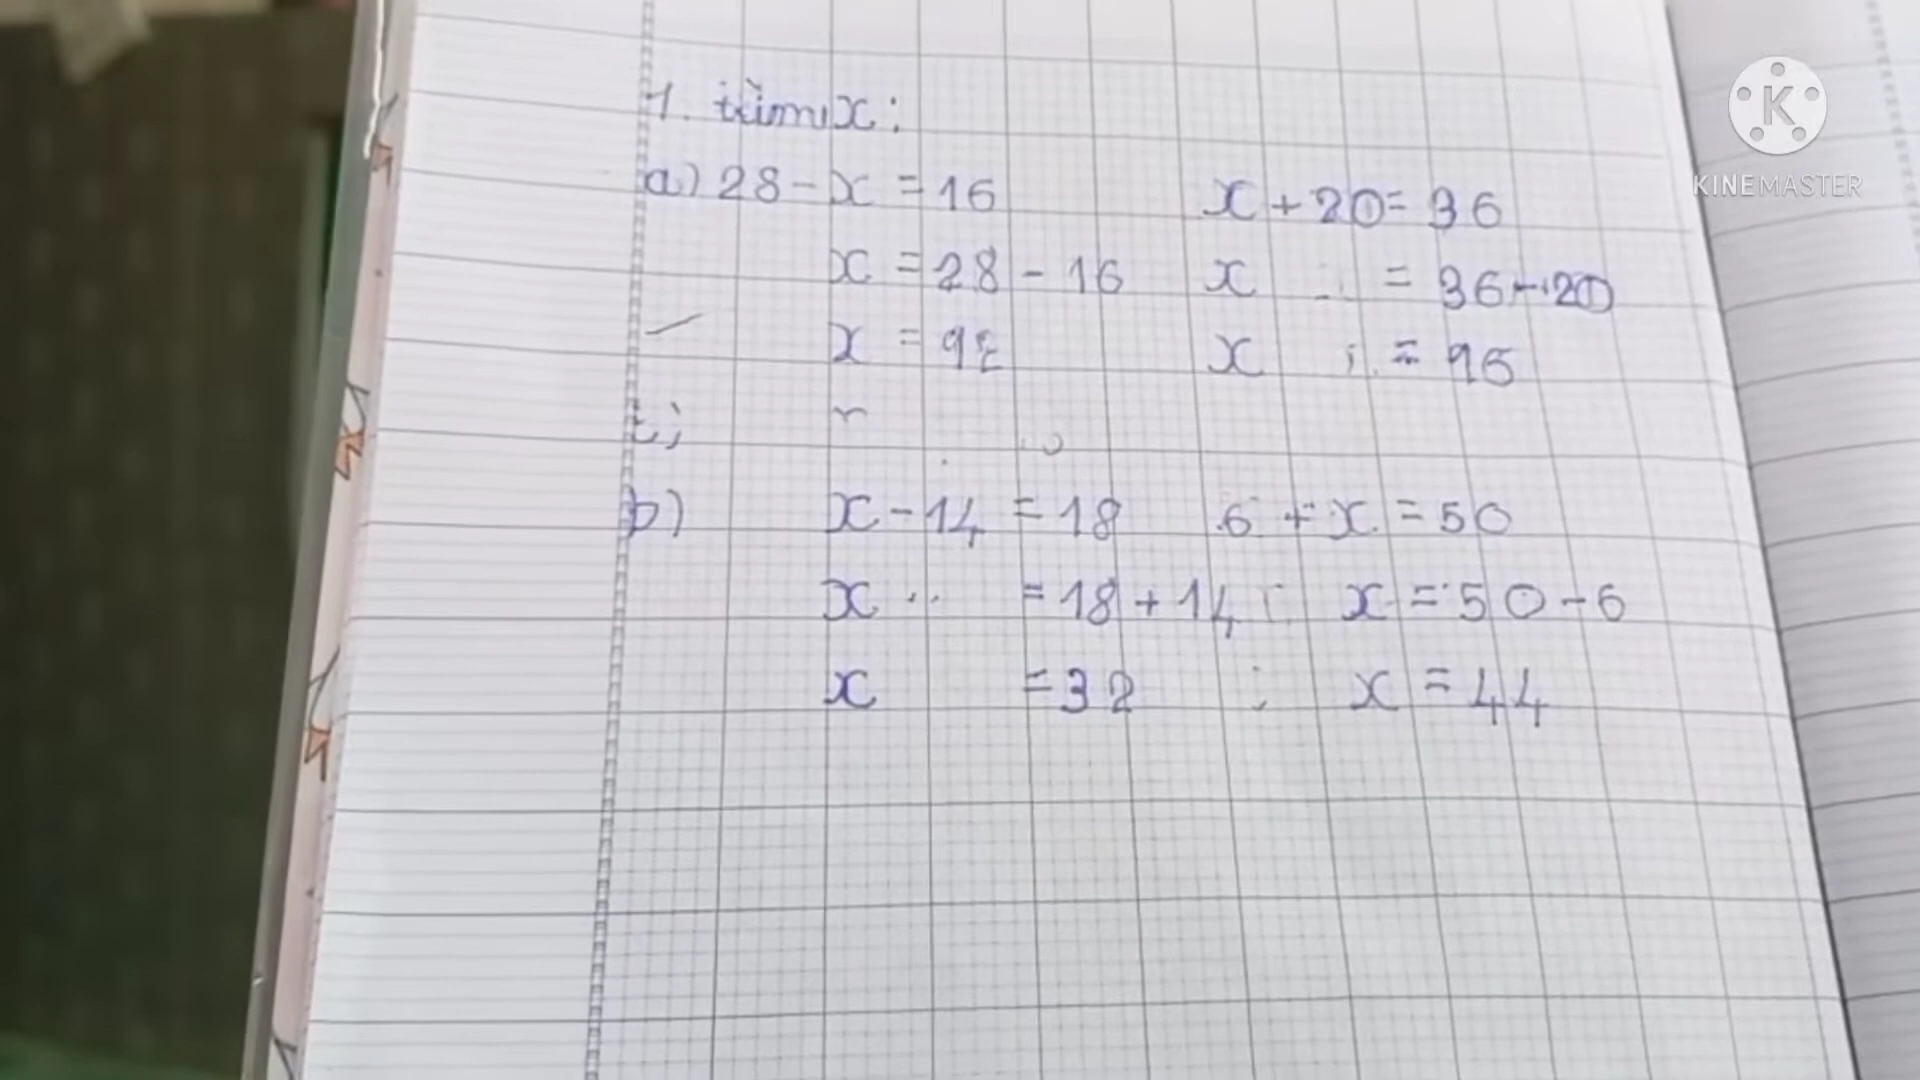 1. tìm x:
a) 28 - x = 16 x + 20 = 36
x = 28 - 16 x = 36 - 20
x = 12 x = 16
b) x - 14 = 18 6 + x = 50
x = 18 + 14 x = 50 - 6
x = 32 ; x = 44
KINEMASTER